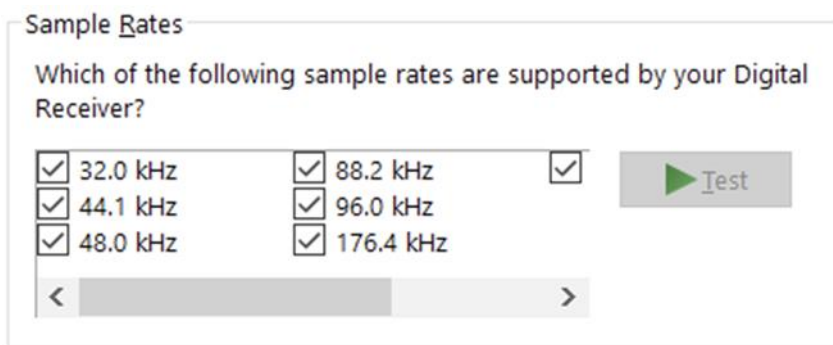 Sample Rates
Which of the following sample rates are supported by your Digital
Receiver?
32.0 kHz 88.2 kHz
44.1 kHz 96.0 kHz
48.0 kHz 176.4 kHz
Test